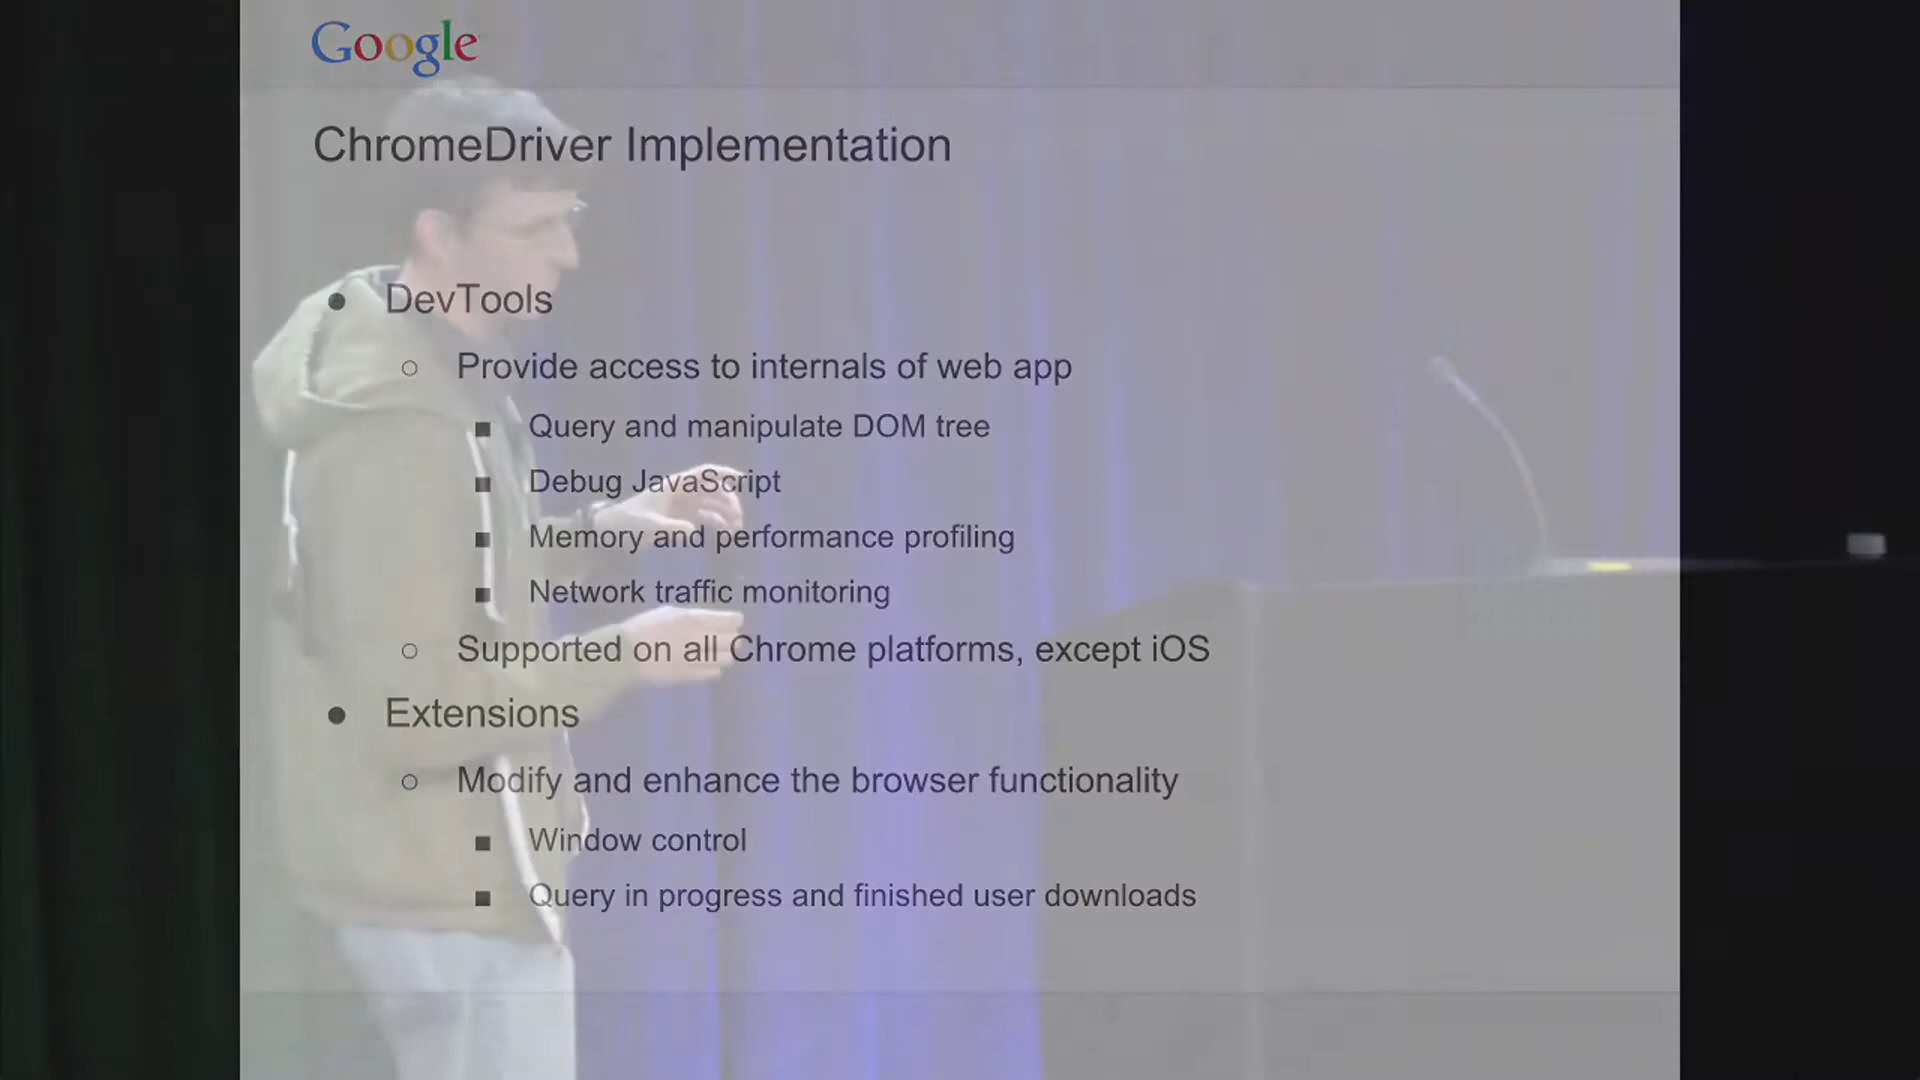 Google
ChromeDriver Implementation
● DevTools
○ Provide access to internals of web app
■ Query and manipulate DOM tree
■ Debug JavaScript
■ Memory and performance profiling
■ Network traffic monitoring
○ Supported on all Chrome platforms, except iOS
● Extensions
○ Modify and enhance the browser functionality
■ Window control
■ Query in progress and finished user downloads